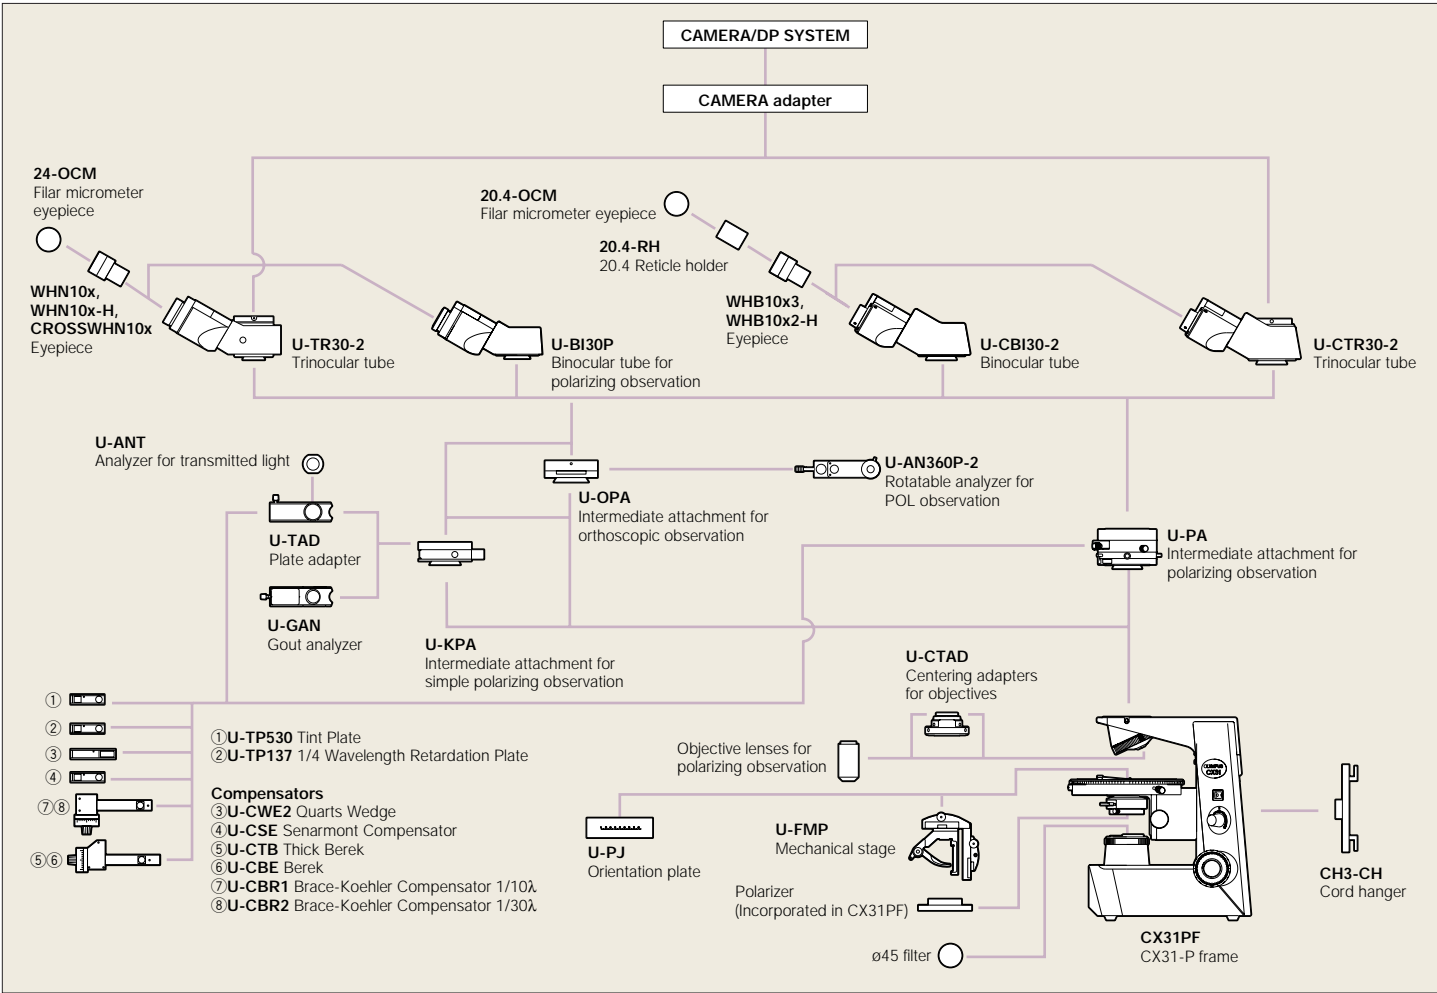 CAMERA/DP SYSTEM
CAMERA adapter
24-OCM
Filar micrometer
eyepiece
20.4-OCM
Filar micrometer eyepiece
20.4-RH
20.4 Reticle holder
WHN10x,
WHN10x-H,
CROSSWHN10x
Eyepiece
U-TR30-2
Trinocular tube
U-BI30P
Binocular tube for
polarizing observation
WHB10x3,
WHB10x2-H
Eyepiece
U-CBI30-2
Binocular tube
U-CTR30-2
Trinocular tube
U-ANT
Analyzer for transmitted light
U-TAD
Plate adapter
U-GAN
Gout analyzer
U-OPA
Intermediate attachment for
orthoscopic observation
U-AN360P-2
Rotatable analyzer for
POL observation
U-PA
Intermediate attachment for
polarizing observation
U-KPA
Intermediate attachment for
simple polarizing observation
U-CTAD
Centering adapters
for objectives
①
②
③
④
⑦⑧
⑤⑥
①U-TP530 Tint Plate
②U-TP137 1/4 Wavelength Retardation Plate
Compensators
③U-CWE2 Quarts Wedge
④U-CSE Senarmont Compensator
⑤U-CTB Thick Berek
⑥U-CBE Berek
⑦U-CBR1 Brace-Koehler Compensator 1/10λ
⑧U-CBR2 Brace-Koehler Compensator 1/30λ
Objective lenses for
polarizing observation
U-PJ
Orientation plate
U-FMP
Mechanical stage
Polarizer
(Incorporated in CX31PF)
ø45 filter
OLYMPUS
CX31
CX31PF
CX31-P frame
CH3-CH
Cord hanger